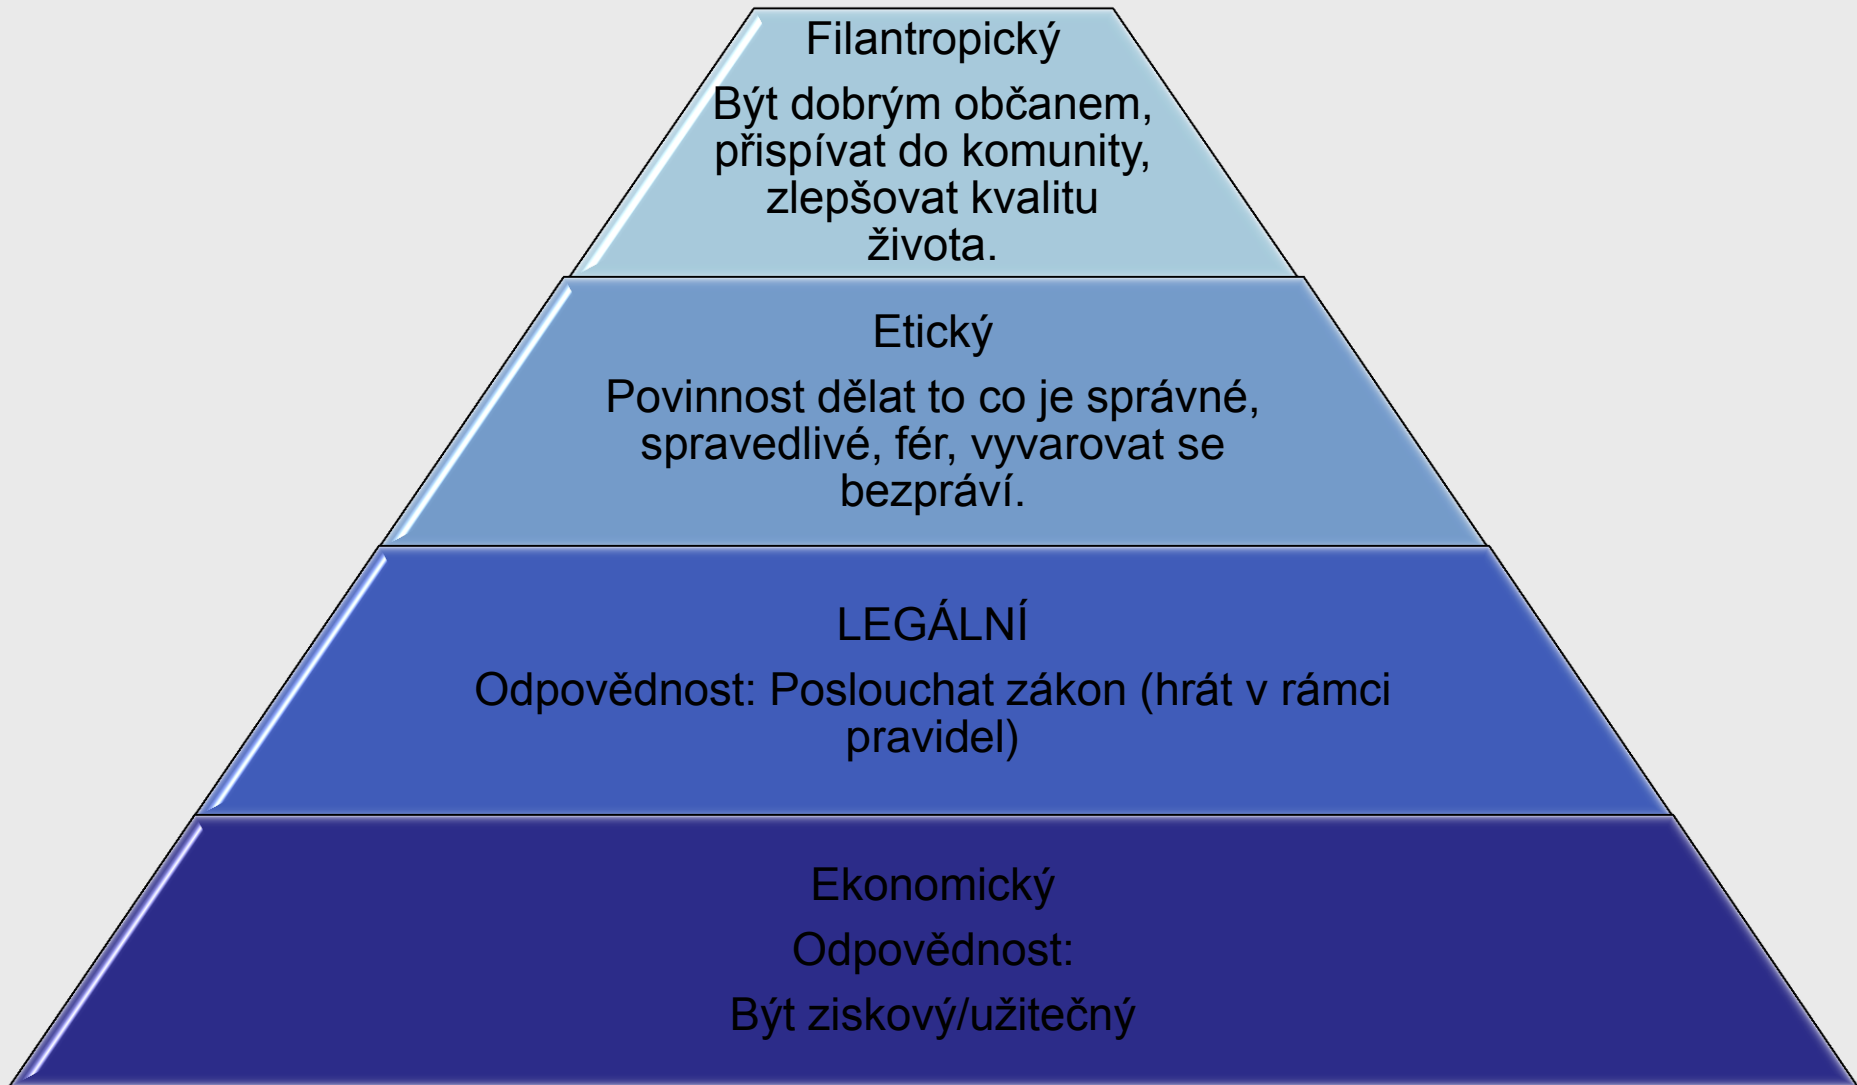 Filantropický
Být dobrým občanem,
přispívat do komunity,
zlepšovat kvalitu
života.
Etický
Povinnost dělat to co je správné,
spravedlivé, fér, vyvarovat se
bezpráví.
LEGÁLNÍ
Odpovědnost: Poslouchat zákon (hrát v rámci
pravidel)
Ekonomický
Odpovědnost:
Být ziskový/užitečný